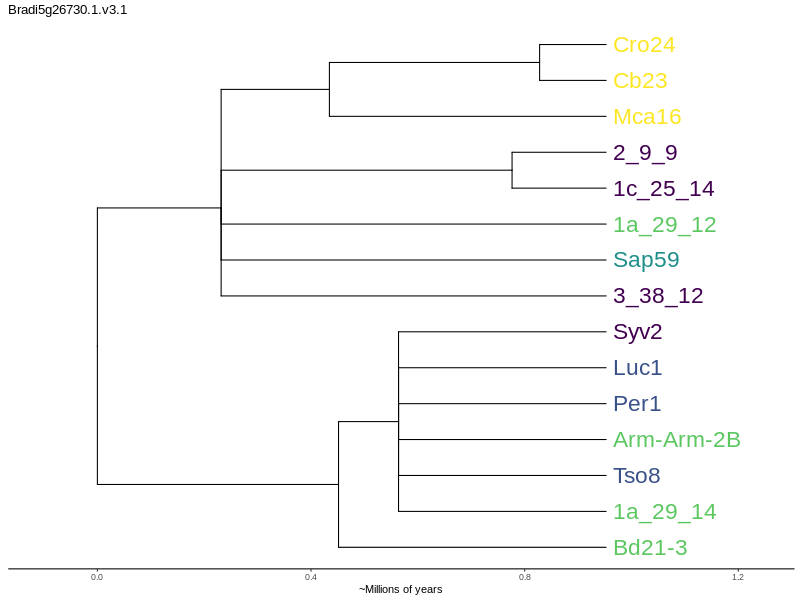 Bradi5g26730.1.v3.1
Cro24
Cb23
Mca16
2_9_9
1c_25_14
1a_29_12
Sap59
3_38_12
Syv2
Luc1
Per1
Arm-Arm-2B
Tso8
1a_29_14
Bd21-3
0.0 0.4 0.8 1.2
~Millions of years